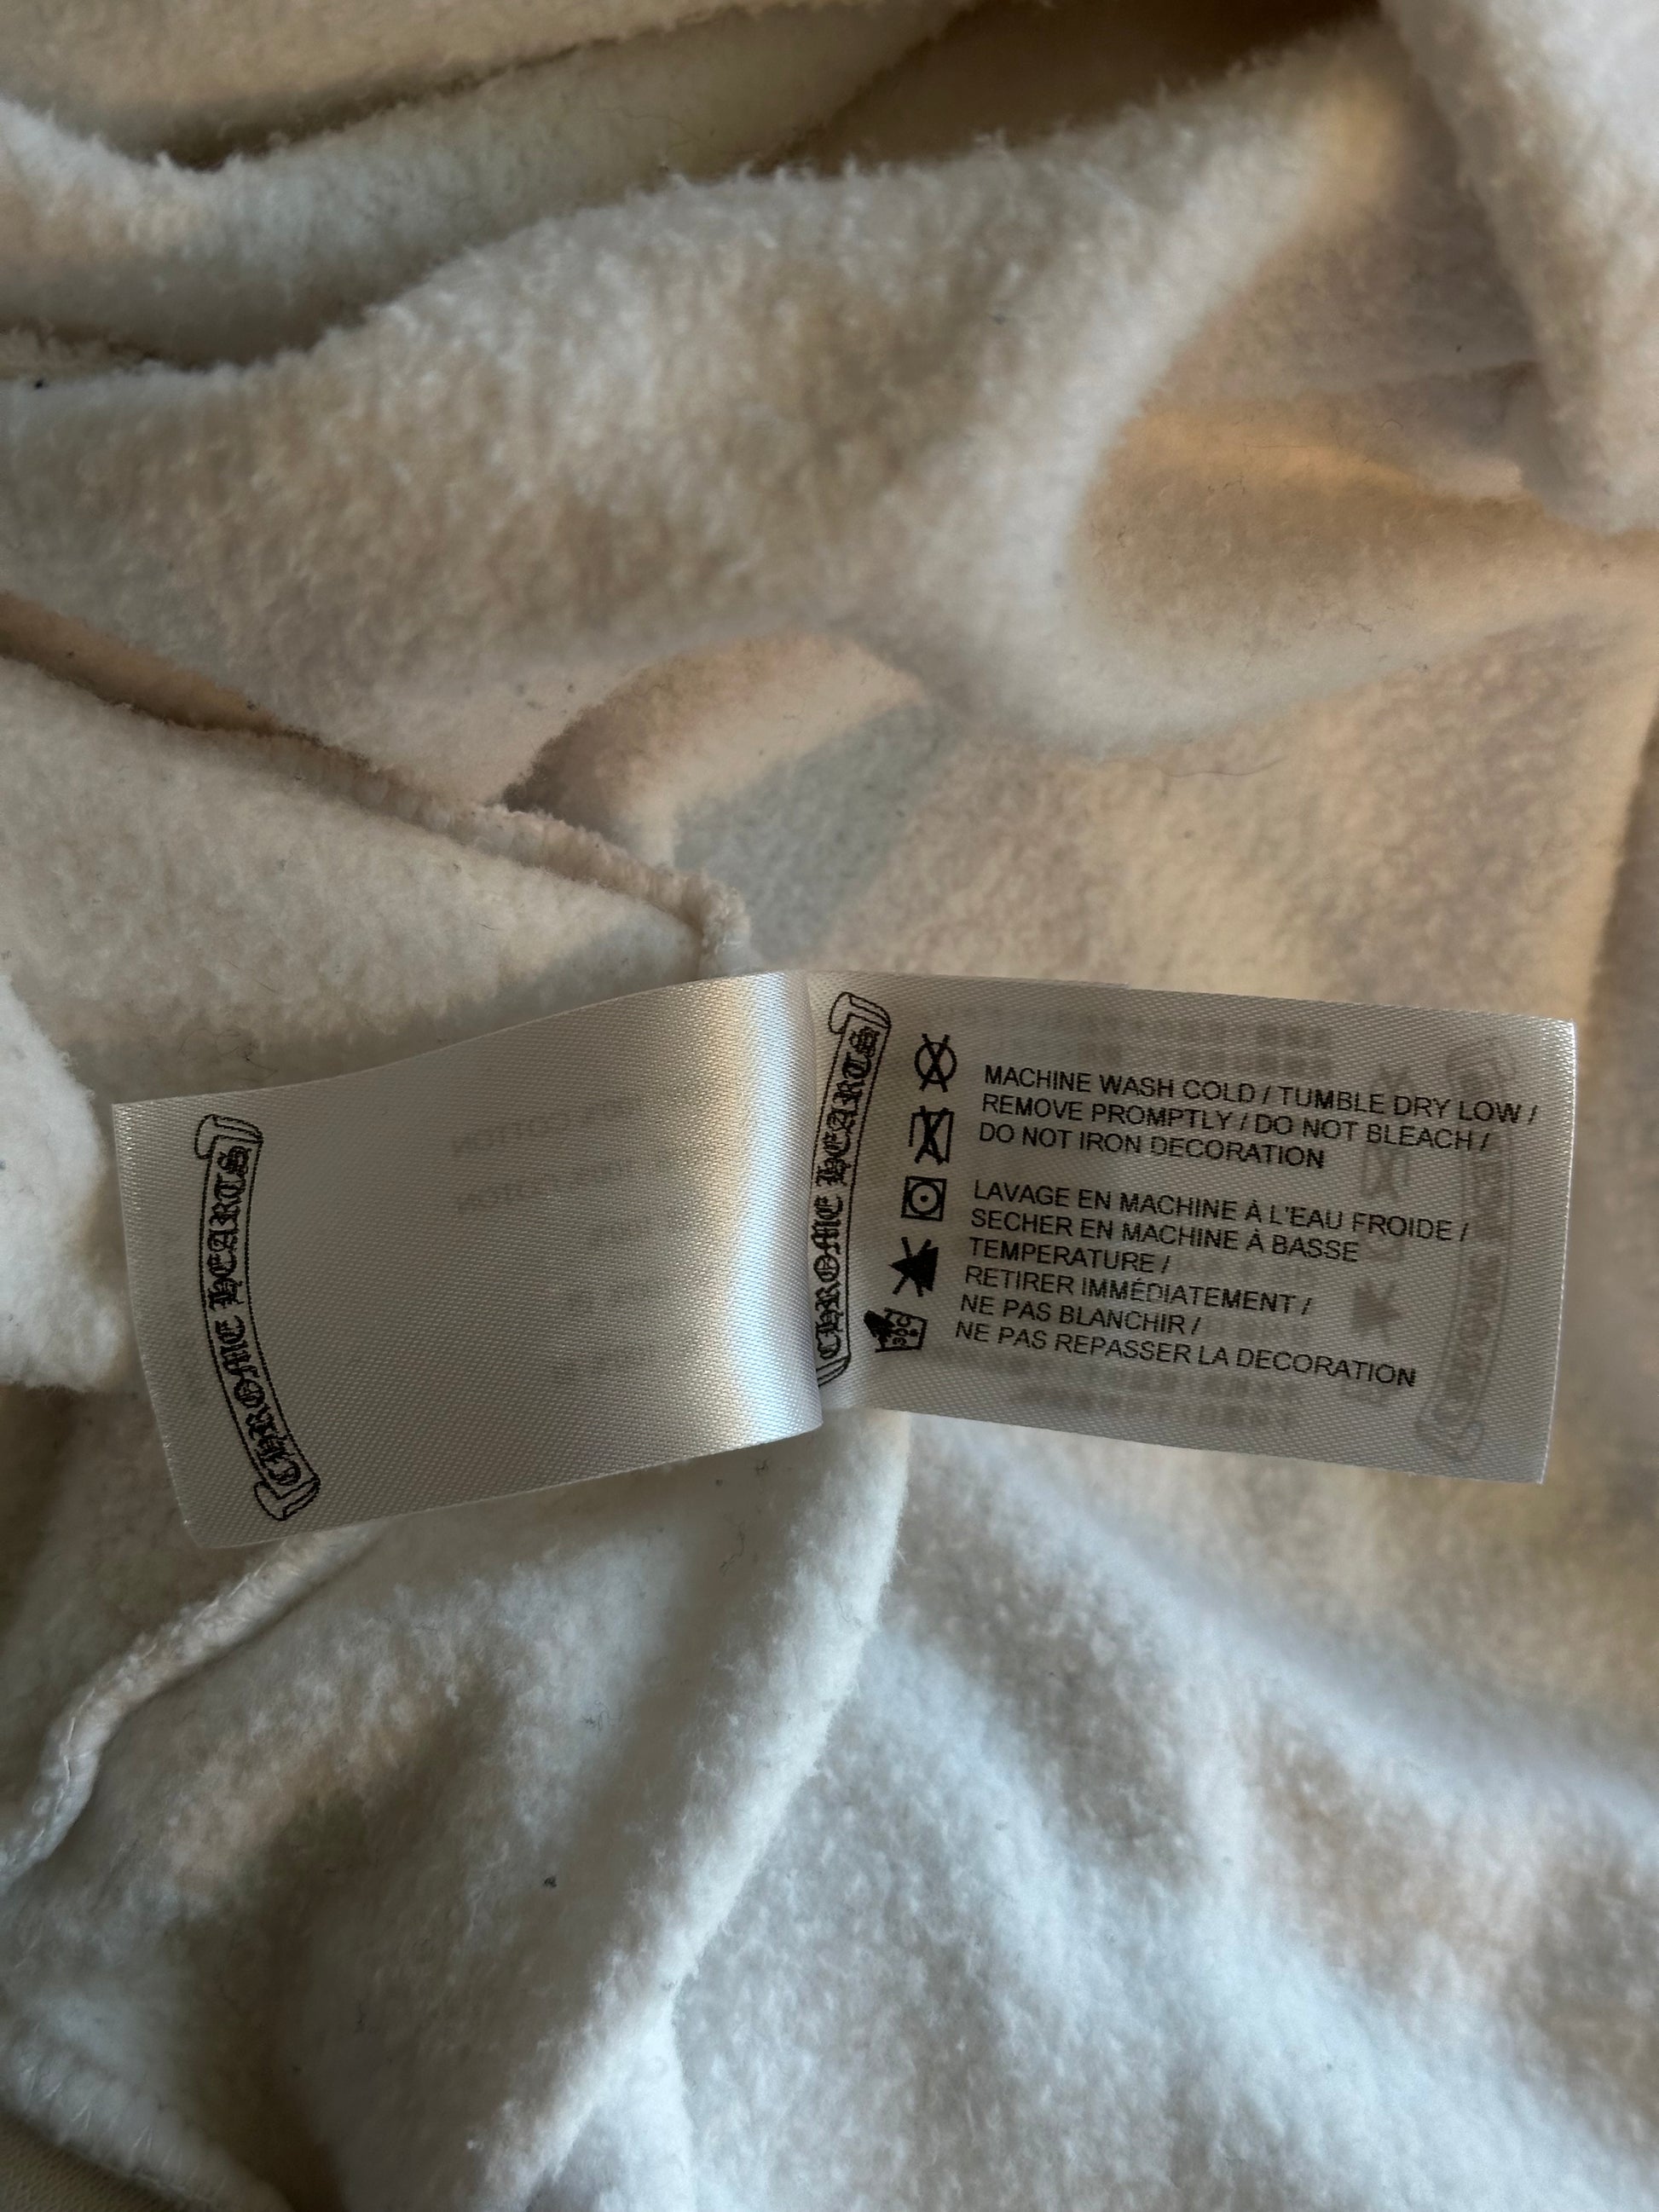 CHROME HEARTS
CHROME HEARTS
MACHINE WASH COLD / TUMBLE DRY LOW /
REMOVE PROMPTLY / DO NOT BLEACH /
DO NOT IRON DECORATION
LAVAGE EN MACHINE À L'EAU FROIDE /
SECHER EN MACHINE À BASSE
TEMPERATURE /
RETIRER IMMÉDIATEMENT /
NE PAS BLANCHIR /
NE PAS REPASSER LA DECORATION